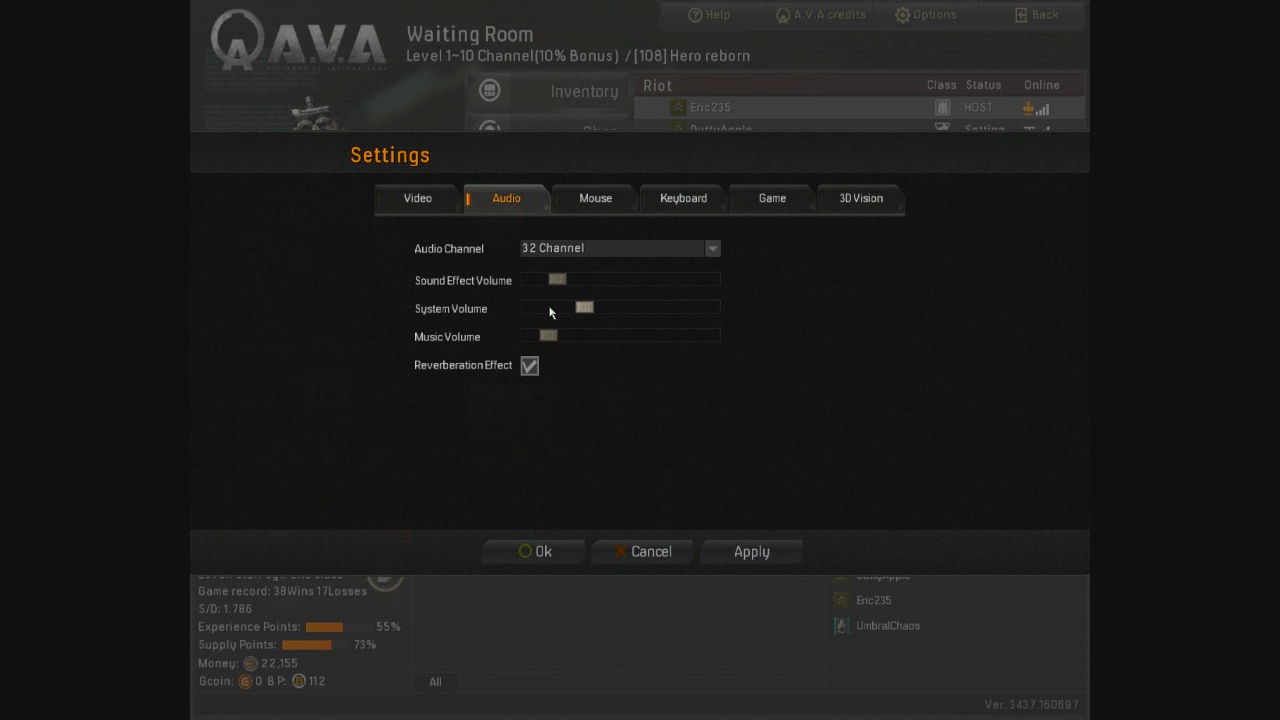 Help
A.V.A credits
Options
Back
A.V.A
Waiting Room
Level 1~10 Channel(10% Bonus) / [108] Hero reborn
Inventory
Riot
Class Status Online
Eric235
HOST
Settings
Video
Audio
Mouse
Keyboard
Game
3D Vision
Audio Channel
32 Channel
Sound Effect Volume
System Volume
Music Volume
Reverberation Effect
Ok
Cancel
Apply
Game record: 38Wins 17Losses
S/D: 1.786
Experience Points: 55%
Supply Points: 73%
Money: 22,155
Gcoin: G 0 BP: B 112
All
Eric235
UmbralChaos
Ver. 3437.160697